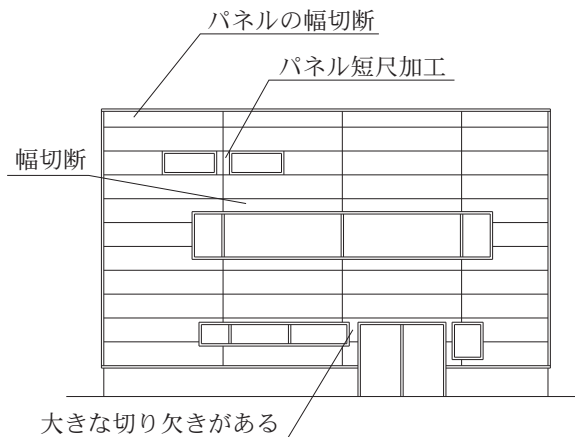 パネルの幅切断
パネル短尺加工
幅切断
大きな切り欠きがある